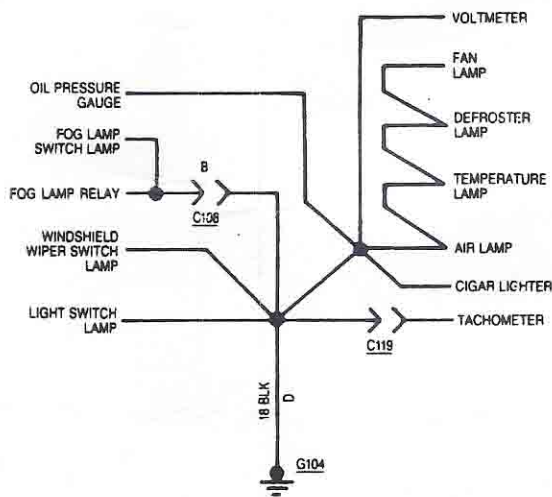 VOLTMETER
FAN
LAMP
OIL PRESSURE
GAUGE
DEFROSTER
LAMP
FOG LAMP
SWITCH LAMP
B
FOG LAMP RELAY
C108
TEMPERATURE
LAMP
WINDSHIELD
WIPER SWITCH
LAMP
AIR LAMP
CIGAR LIGHTER
LIGHT SWITCH
LAMP
TACHOMETER
C119
18 BLK
D
G104